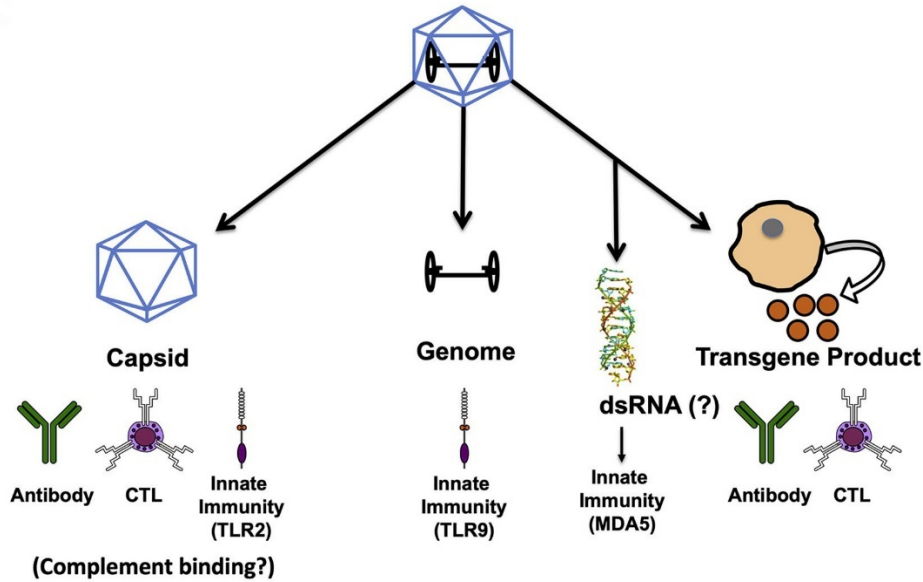 Capsid
Genome
dsRNA (?)
Transgene Product
Antibody
CTL
Innate
Immunity
(TLR2)
Innate
Immunity
(TLR9)
Innate
Immunity
(MDA5)
Antibody
CTL
(Complement binding?)